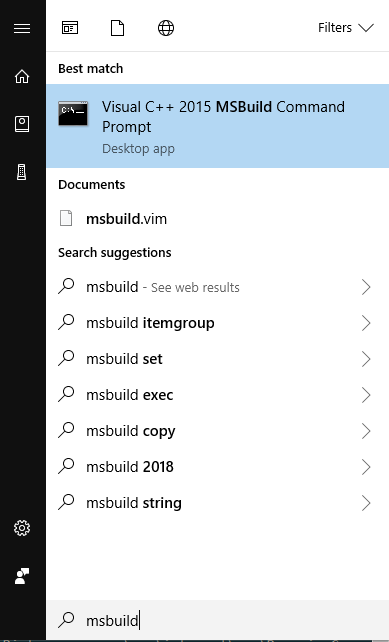 Filters
Best match
Visual C++ 2015 MSBuild Command
Prompt
Desktop app
Documents
msbuild.vim
Search suggestions
msbuild - See web results
msbuild itemgroup
msbuild set
msbuild exec
msbuild copy
msbuild 2018
msbuild string
msbuild